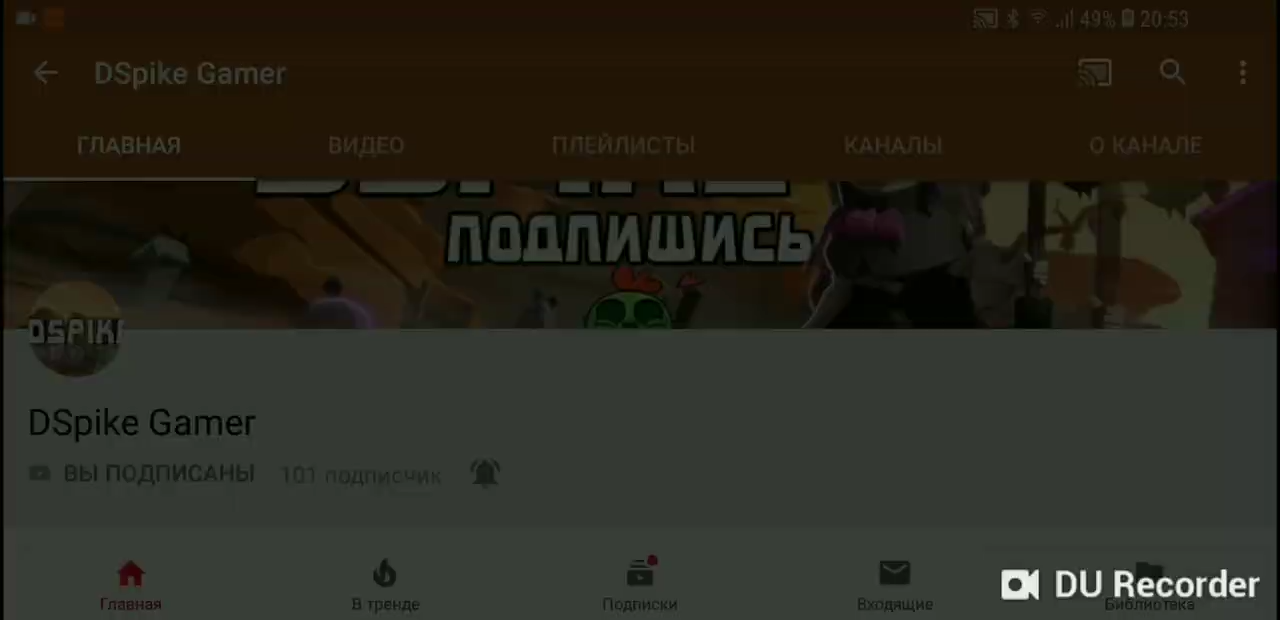 49% 20:53
DSpike Gamer
ГЛАВНАЯ ВИДЕО ПЛЕЙЛИСТЫ КАНАЛЫ О КАНАЛЕ
ПОДПИШИСЬ
DSPIKE
DSpike Gamer
ВЫ ПОДПИСАНЫ 101 подписчик
Главная В тренде Подписки Входящие Библиотека
DU Recorder